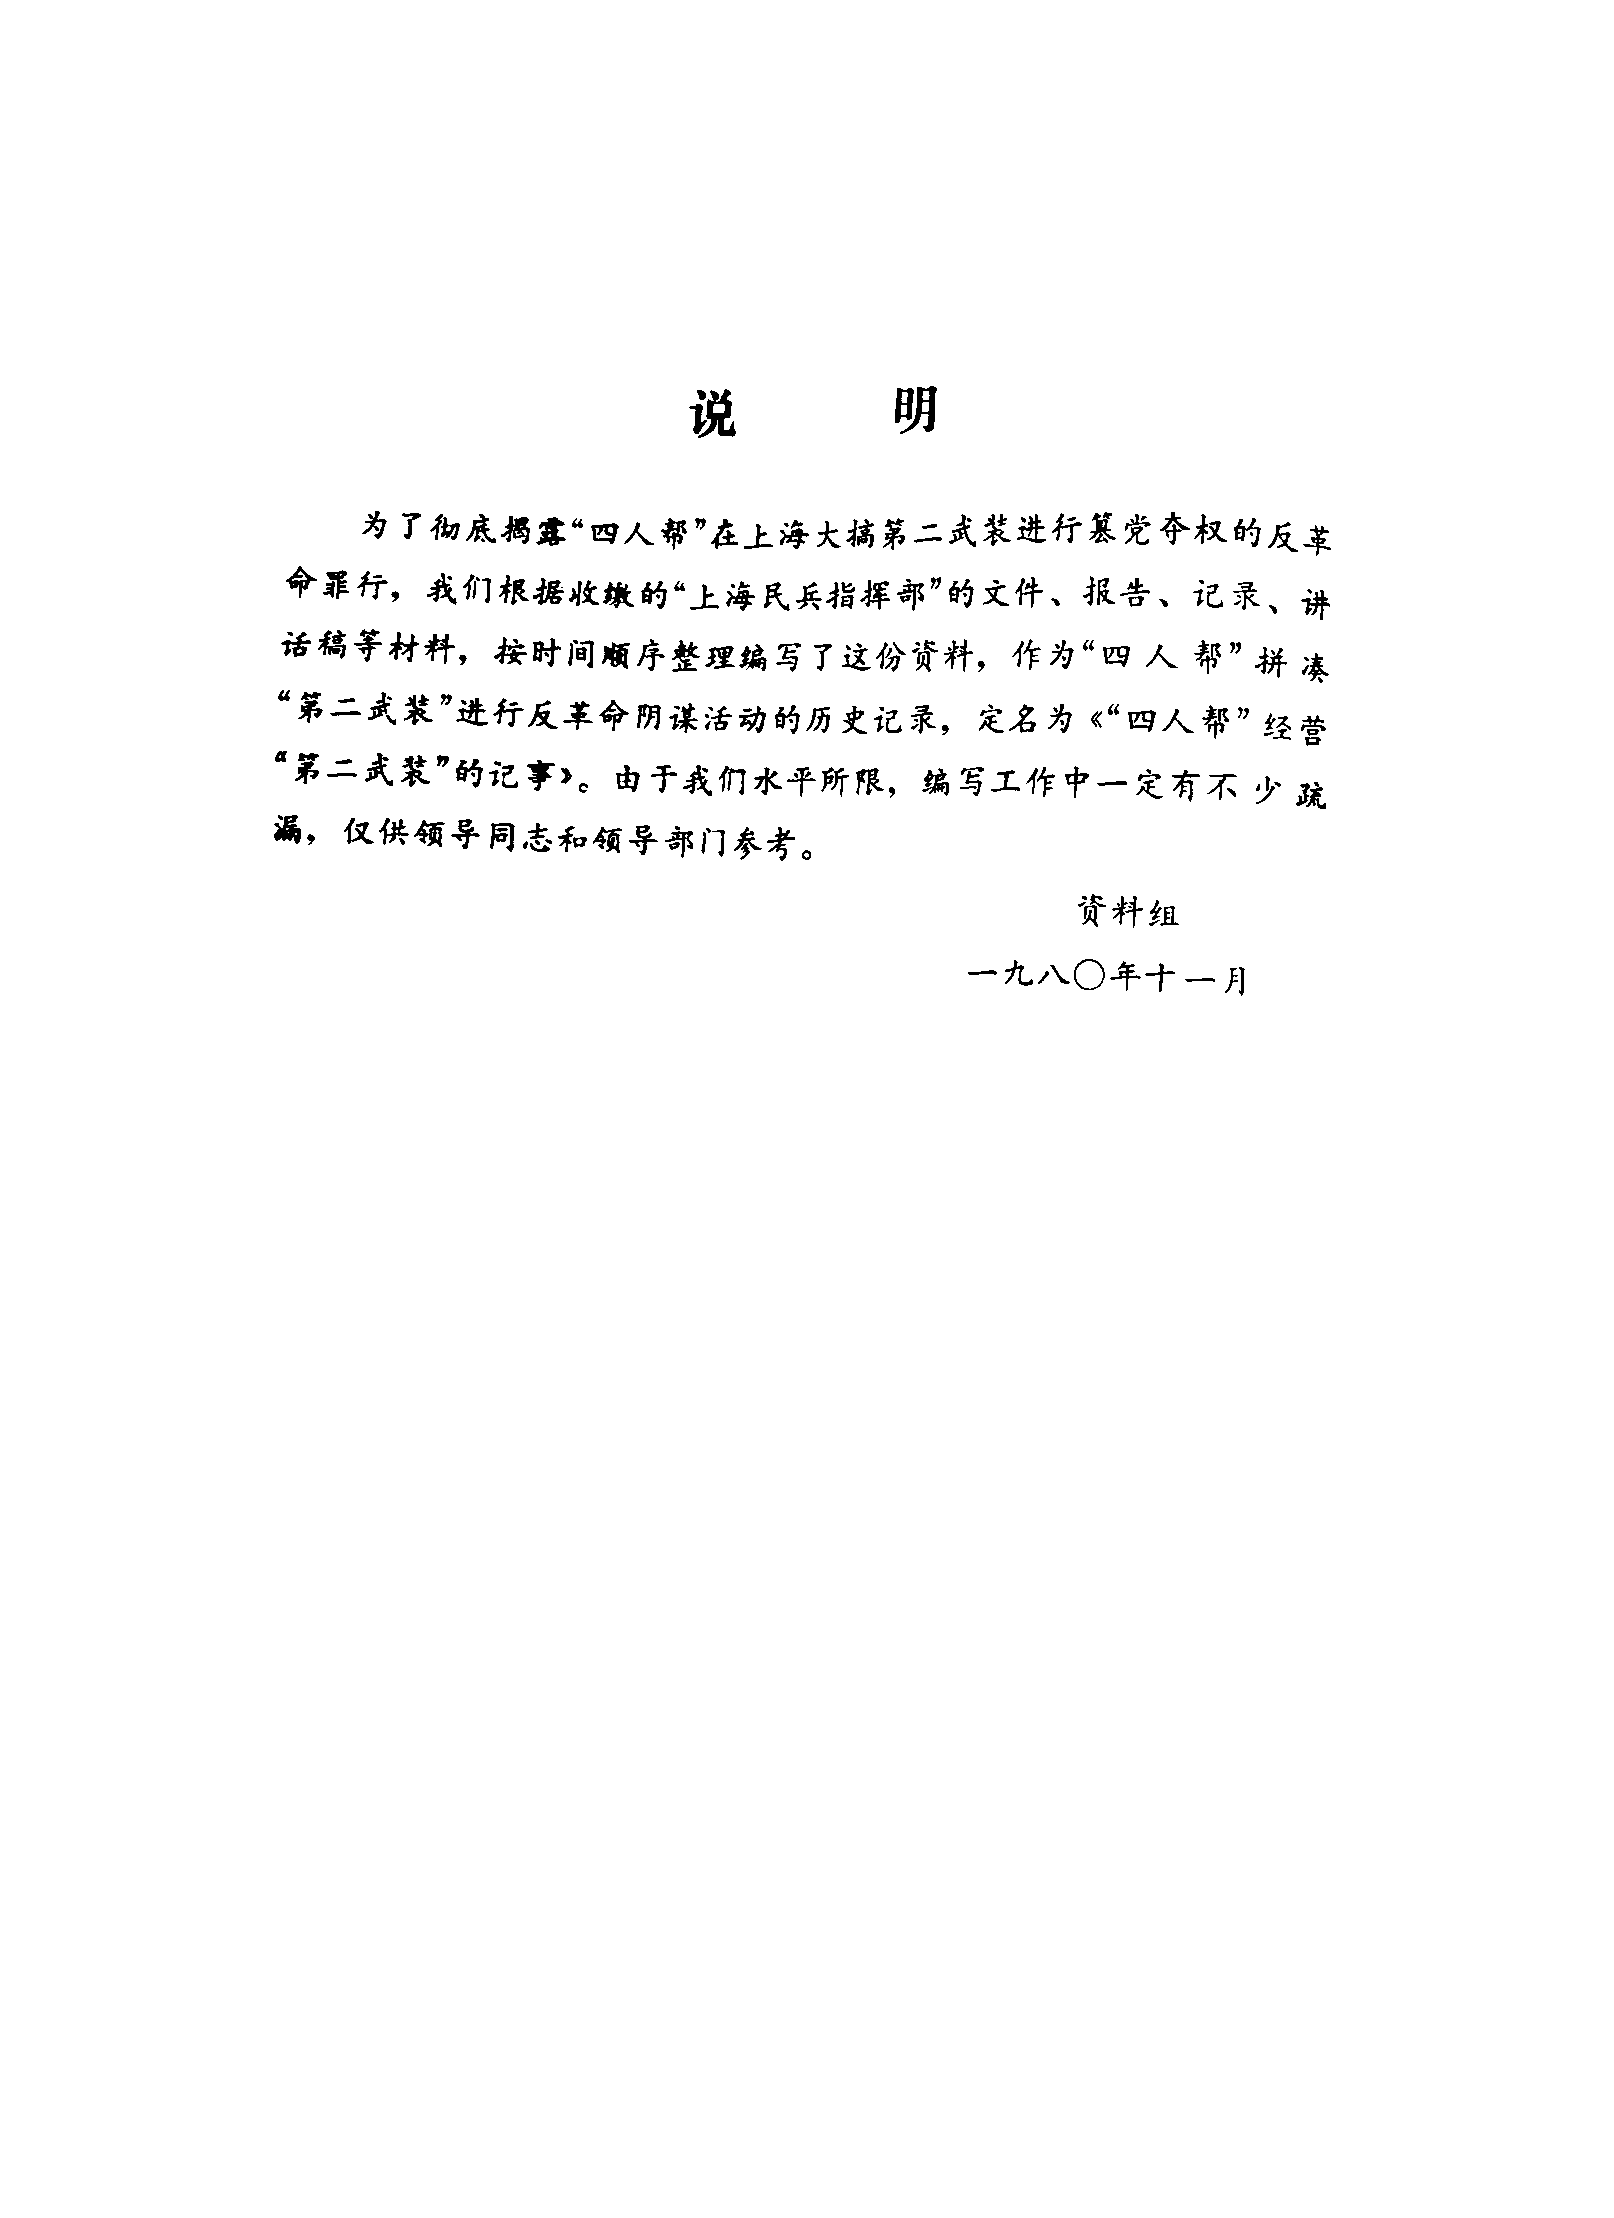 说明
为了彻底揭露“四人帮”在上海大搞第二武装进行篡党夺权的反革
命罪行，我们根据收缴的“上海民兵指挥部”的文件、报告、记录、讲
话稿等材料，按时间顺序整理编写了这份资料，作为“四人帮”拼凑
“第二武装”进行反革命阴谋活动的历史记录，定名为《“四人帮”经营
“第二武装”的记事》。由于我们水平所限，编写工作中一定有不少疏
漏，仅供领导同志和领导部门参考。
资料组
一九八〇年十一月